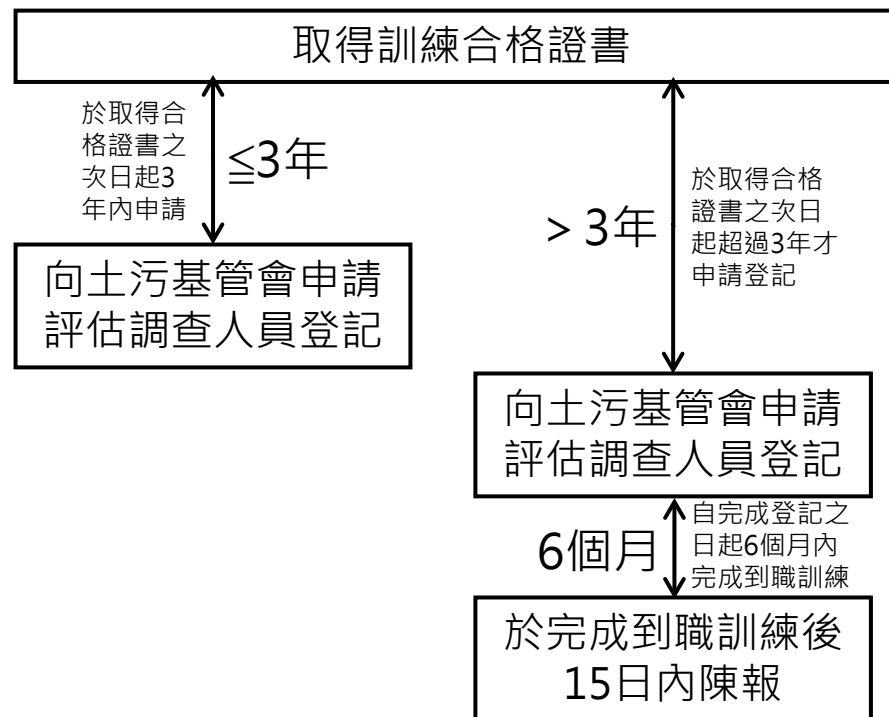 取得訓練合格證書
於取得合
格證書之
次日起3
年內申請
≦3年
向土污基管會申請
評估調查人員登記
> 3年
於取得合格
證書之次日
起超過3年才
申請登記
向土污基管會申請
評估調查人員登記
6個月
自完成登記之
日起6個月內
完成到職訓練
於完成到職訓練後
15日內陳報